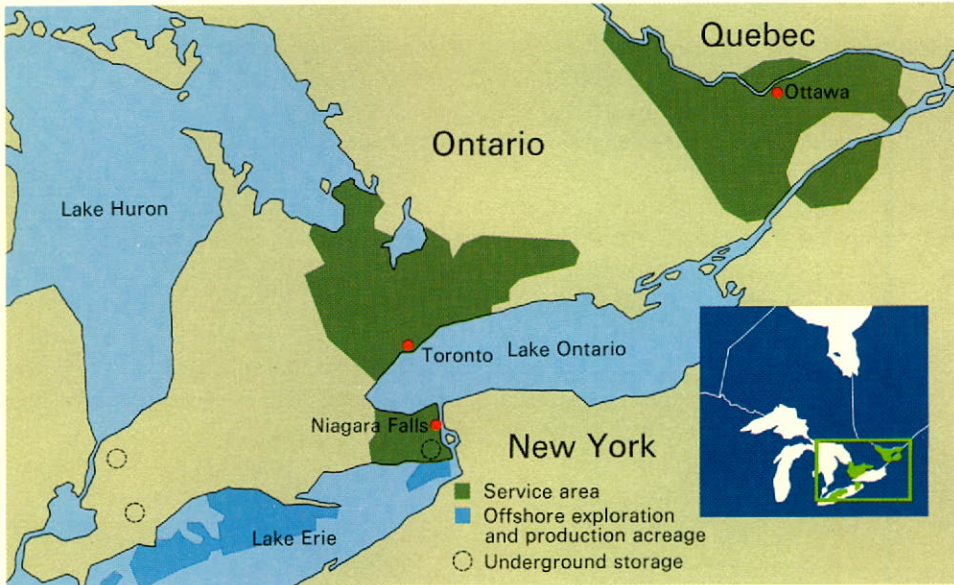 Quebec
Ottawa
Ontario
Lake Huron
Toronto
Lake Ontario
Niagara Falls
New York
Service area
Offshore exploration
and production acreage
Lake Erie
Underground storage